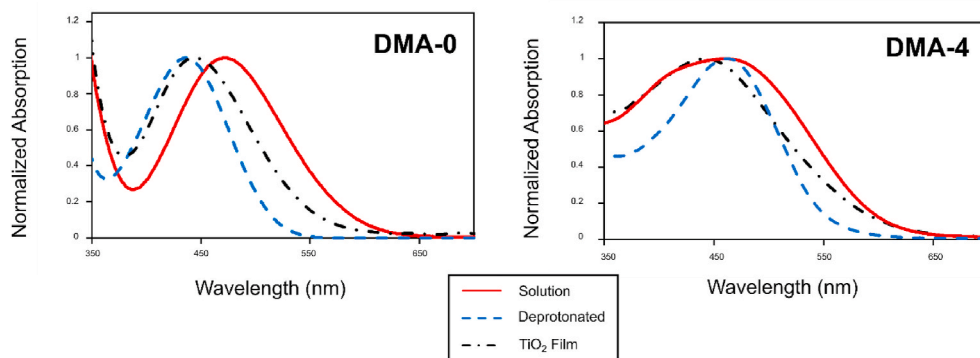 DMA-0
Normalized Absorption
1.2
1
0.8
0.6
0.4
0.2
0
350
450
550
650
Wavelength (nm)
DMA-4
Normalized Absorption
1.2
1
0.8
0.6
0.4
0.2
0
350
450
550
650
Wavelength (nm)
Solution
Deprotonated
TiO₂ Film